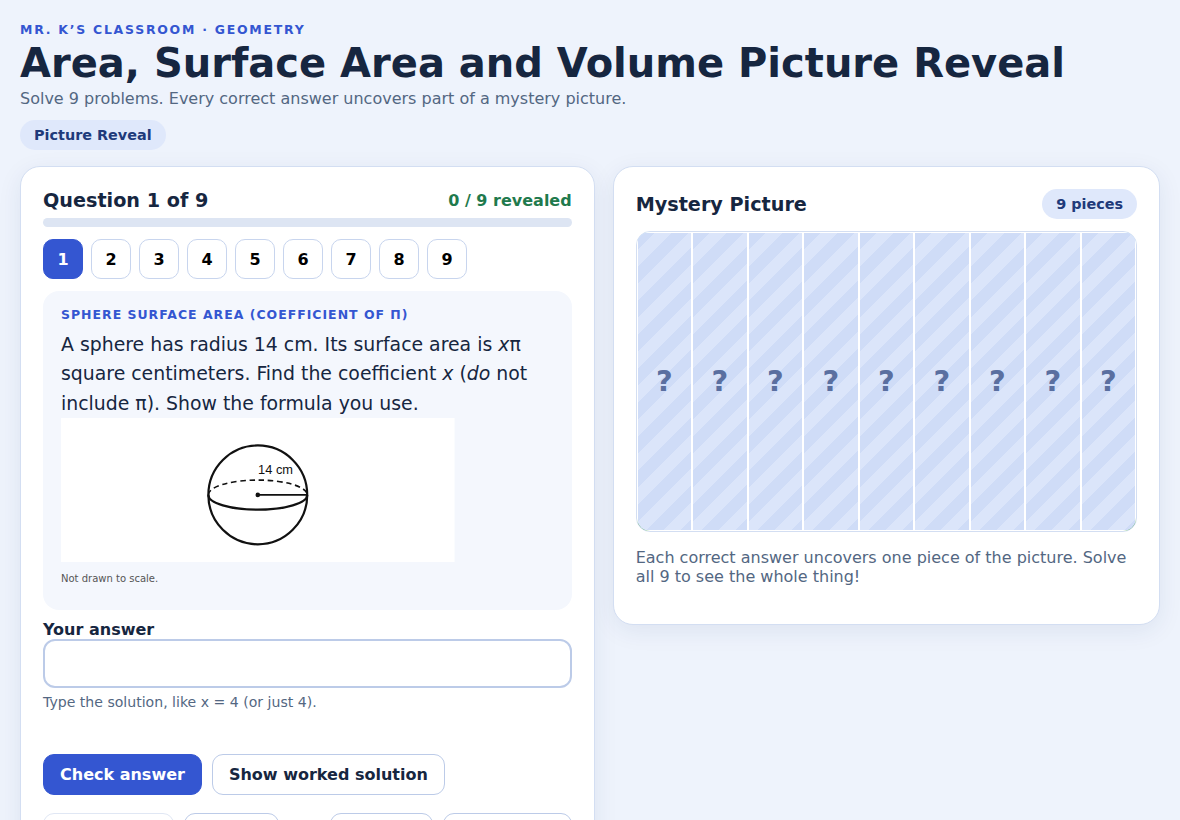 MR. K’S CLASSROOM · GEOMETRY
Area, Surface Area and Volume Picture Reveal
Solve 9 problems. Every correct answer uncovers part of a mystery picture.
Picture Reveal
Question 1 of 9
0 / 9 revealed
1 2 3 4 5 6 7 8 9
SPHERE SURFACE AREA (COEFFICIENT OF Π)
A sphere has radius 14 cm. Its surface area is xπ
square centimeters. Find the coefficient x (do not
include π). Show the formula you use.
14 cm
Not drawn to scale.
Your answer
Type the solution, like x = 4 (or just 4).
Check answer
Show worked solution
Mystery Picture
9 pieces
? ? ? ? ? ? ? ? ?
Each correct answer uncovers one piece of the picture. Solve
all 9 to see the whole thing!